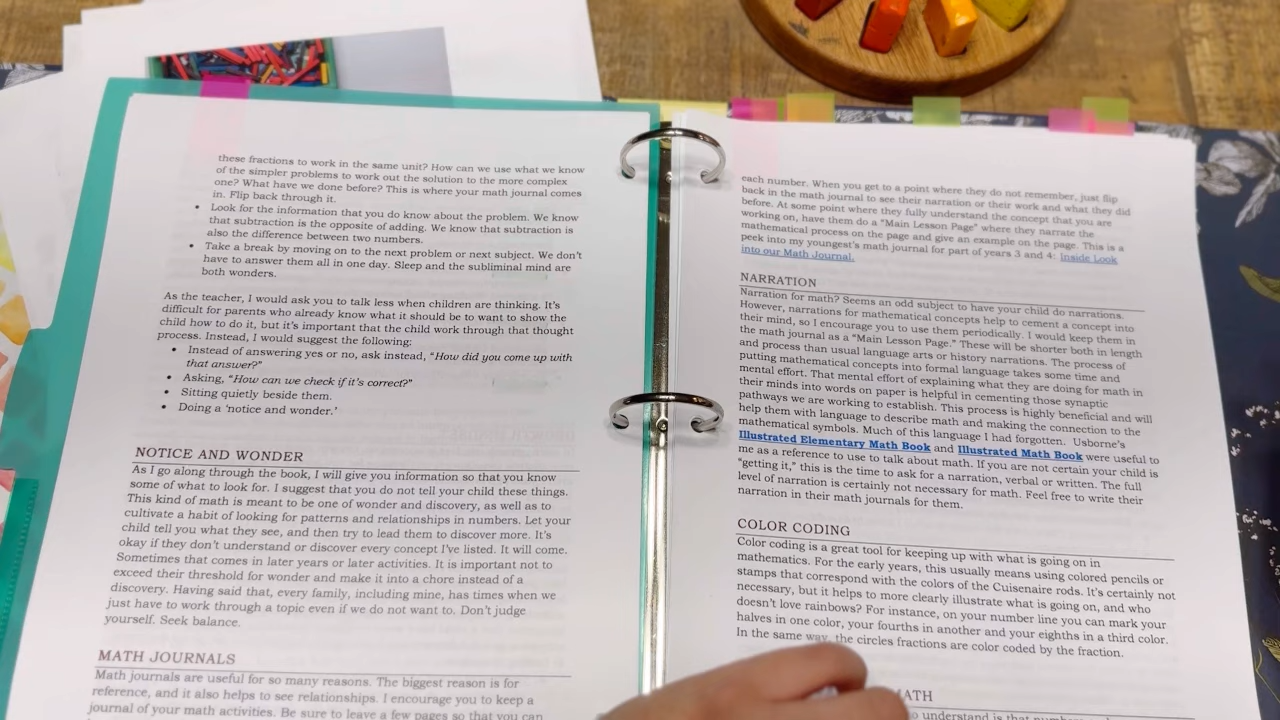 these fractions to work in the same unit? How can we use what we know
of the simpler problems to work out the solution to the more complex
one? What have we done before? This is where your math journal comes
in. Flip back through it.
• Look for the information that you do know about the problem. We know
that subtraction is the opposite of adding. We know that subtraction is
also the difference between two numbers.
• Take a break by moving on to the next problem or next subject. We don't
have to answer them all in one day. Sleep and the subliminal mind are
both wonders.
As the teacher, I would ask you to talk less when children are thinking. It's
difficult for parents who already know what it should be to want to show the
child how to do it, but it's important that the child work through that thought
process. Instead, I would suggest the following:
• Instead of answering yes or no, ask instead, "How did you come up with
that answer?"
• Asking, "How can we check if it's correct?"
• Sitting quietly beside them.
• Doing a 'notice and wonder.'
NOTICE AND WONDER
As I go along through the book, I will give you information so that you know
some of what to look for. I suggest that you do not tell your child these things.
This kind of math is meant to be one of wonder and discovery, as well as to
cultivate a habit of looking for patterns and relationships in numbers. Let your
child tell you what they see, and then try to lead them to discover more. It's
okay if they don't understand or discover every concept I've listed. It will come.
Sometimes that comes in later years or later activities. It is important not to
exceed their threshold for wonder and make it into a chore instead of a
discovery. Having said that, every family, including mine, has times when we
just have to work through a topic even if we do not want to. Don't judge
yourself. Seek balance.
MATH JOURNALS
Math journals are useful for so many reasons. The biggest reason is for
reference, and it also helps to see relationships. I encourage you to keep a
journal of your math activities. Be sure to leave a few pages so that you can
each number. When you get to a point where they do not remember, just flip
back in the math journal to see their narration or their work and what they did
before. At some point where they fully understand the concept that you are
working on, have them do a "Main Lesson Page" where they narrate the
mathematical process on the page and give an example on the page. This is a
peek into my youngest's math journal for part of years 3 and 4: Inside Look
into our Math Journal.
NARRATION
Narration for math? Seems an odd subject to have your child do narrations.
However, narrations for mathematical concepts help to cement a concept into
their mind, so I encourage you to use them periodically. I would keep them in
the math journal as a "Main Lesson Page." These will be shorter both in length
and process than usual language arts or history narrations. The process of
putting mathematical concepts into formal language takes some time and
mental effort. That mental effort of explaining what they are doing for math in
their minds into words on paper is helpful in cementing those synaptic
pathways we are working to establish. This process is highly beneficial and will
help them with language to describe math and making the connection to the
mathematical symbols. Much of this language I had forgotten. Usborne's
Illustrated Elementary Math Book and Illustrated Math Book were useful to
me as a reference to use to talk about math. If you are not certain your child is
"getting it," this is the time to ask for a narration, verbal or written. The full
level of narration is certainly not necessary for math. Feel free to write their
narration in their math journals for them.
COLOR CODING
Color coding is a great tool for keeping up with what is going on in
mathematics. For the early years, this usually means using colored pencils or
stamps that correspond with the colors of the Cuisenaire rods. It's certainly not
necessary, but it helps to more clearly illustrate what is going on, and who
doesn't love rainbows? For instance, on your number line you can mark your
halves in one color, your fourths in another and your eighths in a third color.
In the same way, the circles fractions are color coded by the fraction.
MATH
understand is that